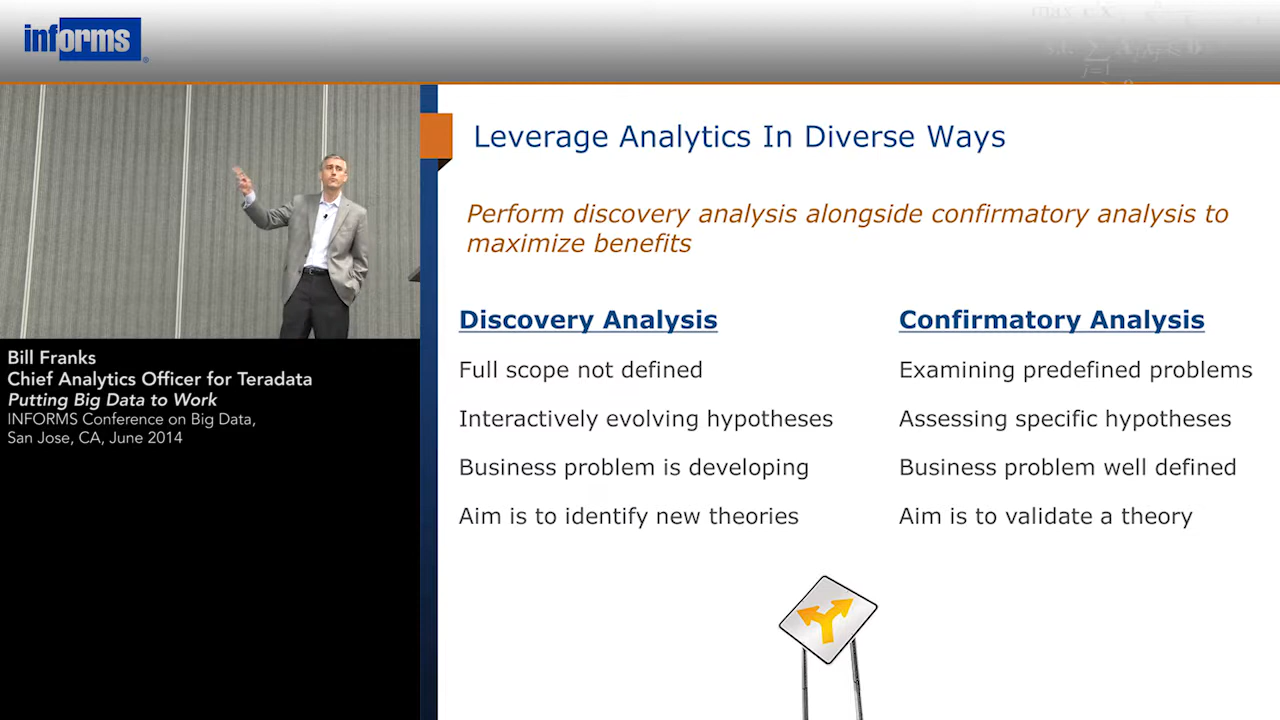 informs
Leverage Analytics In Diverse Ways
Perform discovery analysis alongside confirmatory analysis to
maximize benefits
Discovery Analysis
Full scope not defined
Interactively evolving hypotheses
Business problem is developing
Aim is to identify new theories
Confirmatory Analysis
Examining predefined problems
Assessing specific hypotheses
Business problem well defined
Aim is to validate a theory
Bill Franks
Chief Analytics Officer for Teradata
Putting Big Data to Work
INFORMS Conference on Big Data,
San Jose, CA, June 2014